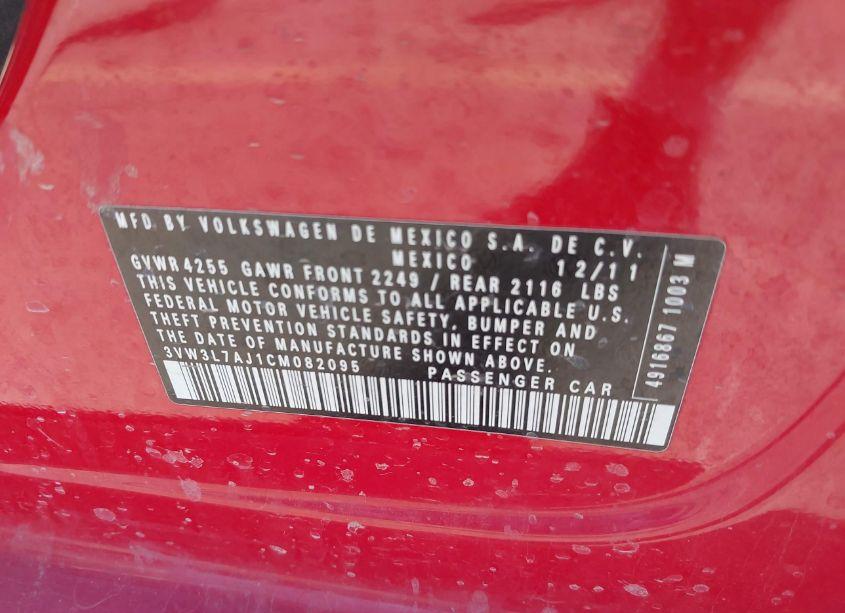 MFD BY VOLKSWAGEN DE MEXICO S.A. DE C.V.
MEXICO 12/11
GVWR 4255 GAWR FRONT 2249 / REAR 2116 LBS
THIS VEHICLE CONFORMS TO ALL APPLICABLE U.S.
FEDERAL MOTOR VEHICLE SAFETY, BUMPER AND
THEFT PREVENTION STANDARDS IN EFFECT ON
THE DATE OF MANUFACTURE SHOWN ABOVE.
3VW3L7AJ1CM082095 PASSENGER CAR
4916867 1003 M